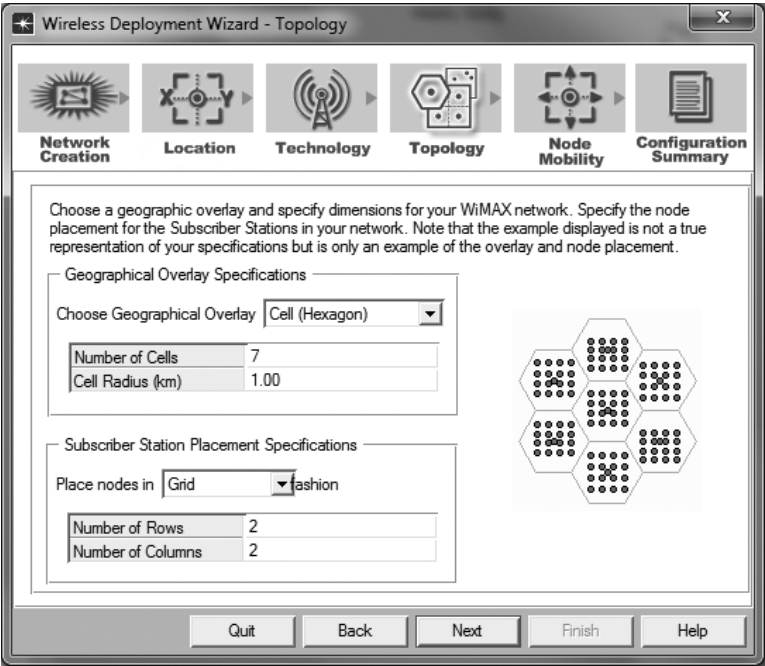 Wireless Deployment Wizard - Topology
X
Network
Creation
X Y
Location
Technology
Topology
Node
Mobility
Configuration
Summary
Choose a geographic overlay and specify dimensions for your WiMAX network. Specify the node
placement for the Subscriber Stations in your network. Note that the example displayed is not a true
representation of your specifications but is only an example of the overlay and node placement.
Geographical Overlay Specifications
Choose Geographical Overlay Cell (Hexagon)
Number of Cells 7
Cell Radius (km) 1.00
Subscriber Station Placement Specifications
Place nodes in Grid fashion
Number of Rows 2
Number of Columns 2
Quit Back Next Finish Help